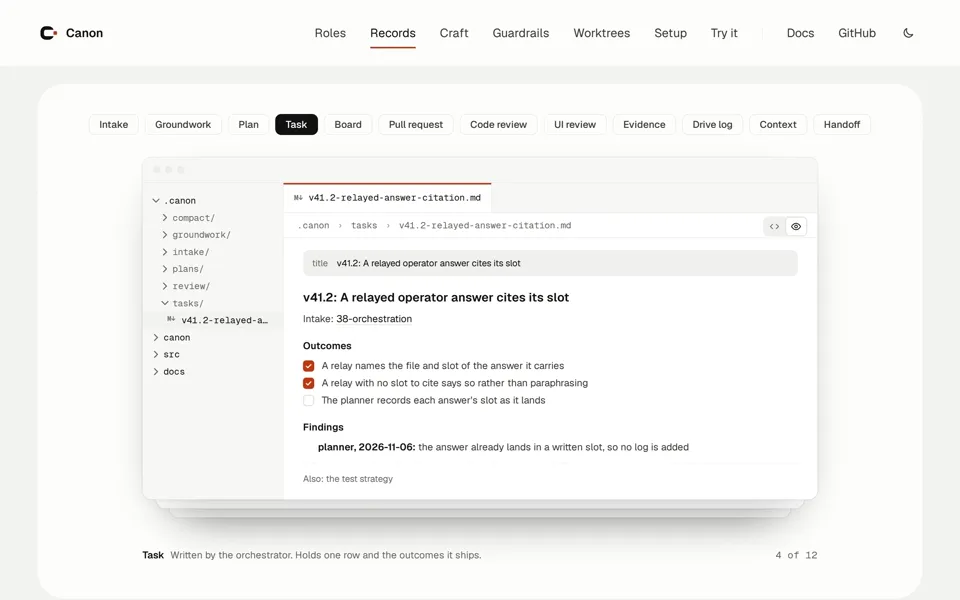 Canon
Roles Records Craft Guardrails Worktrees Setup Try it Docs GitHub
Intake Groundwork Plan Task Board Pull request Code review UI review Evidence Drive log Context Handoff
.canon
compact/
groundwork/
intake/
plans/
review/
tasks/
M↓ v41.2-relayed-a…
canon
src
docs
M↓ v41.2-relayed-answer-citation.md
.canon › tasks › v41.2-relayed-answer-citation.md
title v41.2: A relayed operator answer cites its slot
v41.2: A relayed operator answer cites its slot
Intake: 38-orchestration
Outcomes
A relay names the file and slot of the answer it carries
A relay with no slot to cite says so rather than paraphrasing
The planner records each answer's slot as it lands
Findings
planner, 2026-11-06: the answer already lands in a written slot, so no log is added
Also: the test strategy
Task Written by the orchestrator. Holds one row and the outcomes it ships.
4 of 12